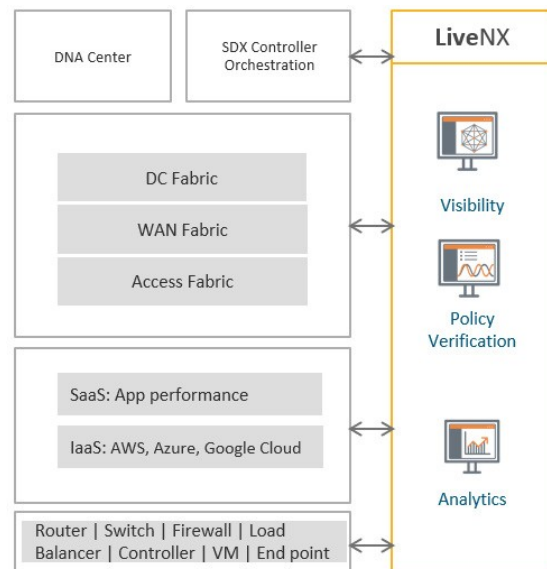 DNA Center
SDX Controller
Orchestration
LiveNX
DC Fabric
WAN Fabric
Access Fabric
SaaS: App performance
IaaS: AWS, Azure, Google Cloud
Router | Switch | Firewall | Load
Balancer | Controller | VM | End point
Visibility
Policy
Verification
Analytics